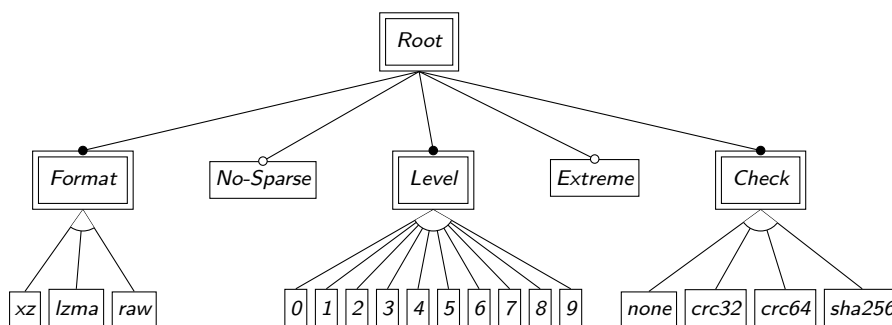 Root
Format No-Sparse Level Extreme Check
xz lzma raw 0 1 2 3 4 5 6 7 8 9 none crc32 crc64 sha256